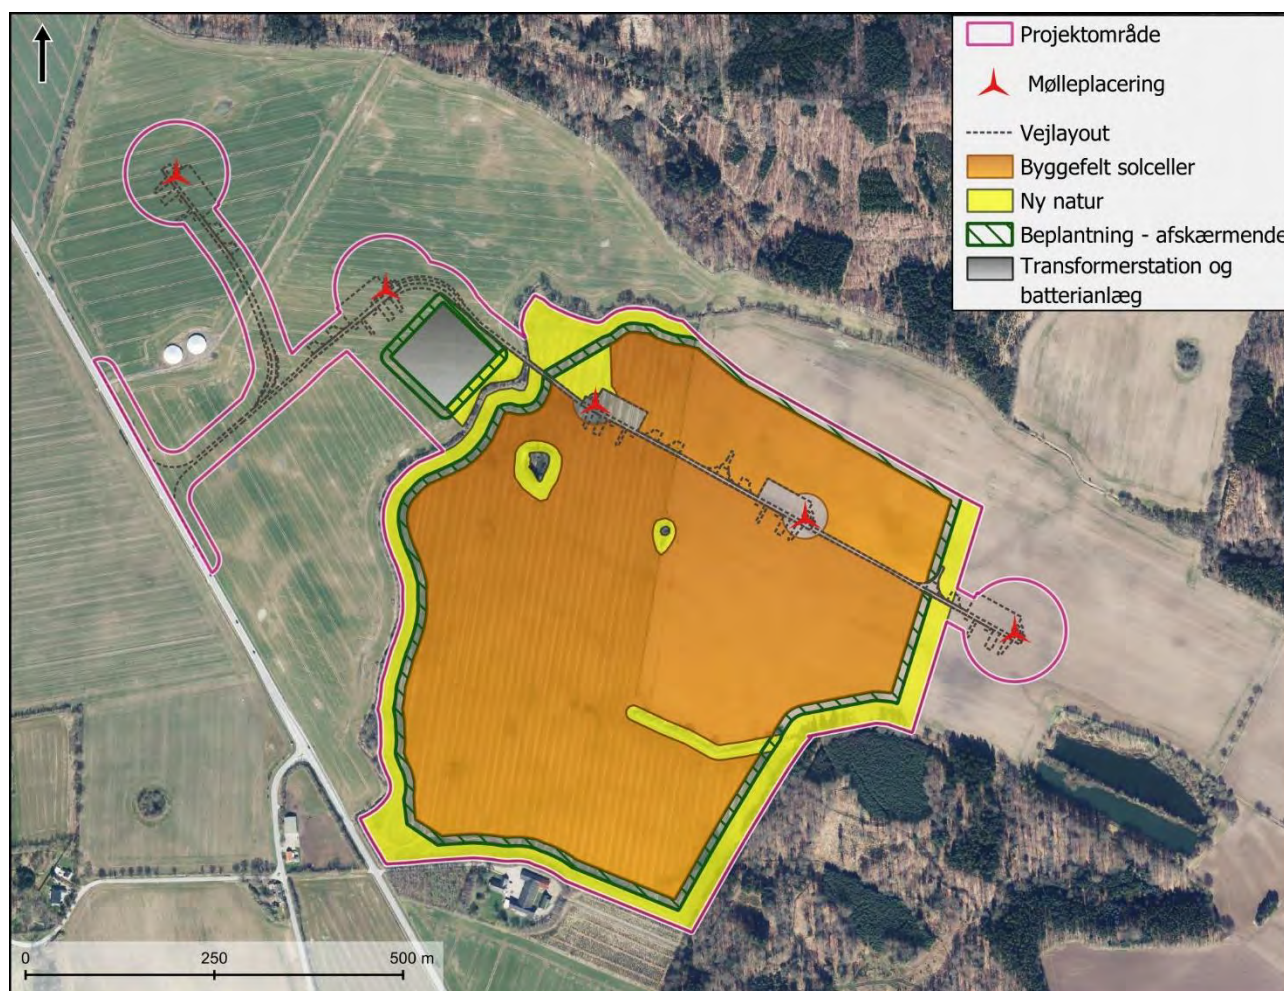 Projektområde
Mølleplacering
Vejlayout
Byggefelt solceller
Ny natur
Beplantning - afskærmende
Transformerstation og
batterianlæg
0 250 500 m